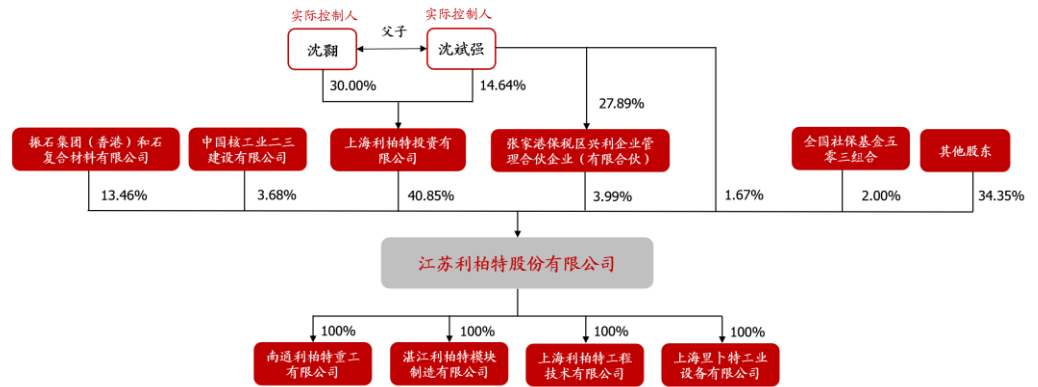 实际控制人
实际控制人
沈翾
父子
沈斌强
30.00%
14.64%
27.89%
振石集团（香港）和石
复合材料有限公司
中国核工业二三
建设有限公司
上海利柏特投资有
限公司
张家港保税区兴利企业管
理合伙企业（有限合伙）
全国社保基金五
零三组合
其他股东
13.46%
3.68%
40.85%
3.99%
1.67%
2.00%
34.35%
江苏利柏特股份有限公司
100%
100%
100%
100%
南通利柏特重工
有限公司
湛江利柏特模块
制造有限公司
上海利柏特工程
技术有限公司
上海里卜特工业
设备有限公司